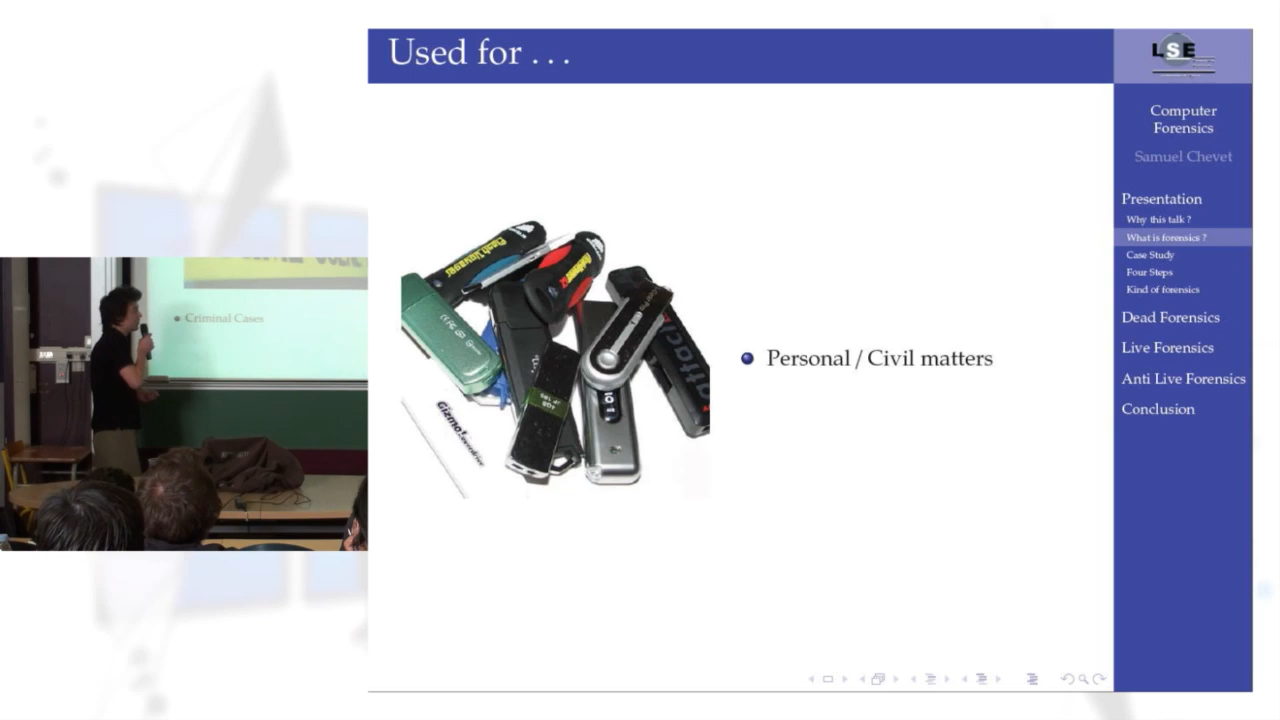 Used for ...
LSE
Computer
Forensics
Samuel Chevet
Presentation
Why this talk ?
What is forensics ?
Case Study
Four Steps
Kind of forensics
Dead Forensics
Live Forensics
Anti Live Forensics
Conclusion
Personal / Civil matters
Flash Voyager
Gizmo!
4GB
Criminal Cases